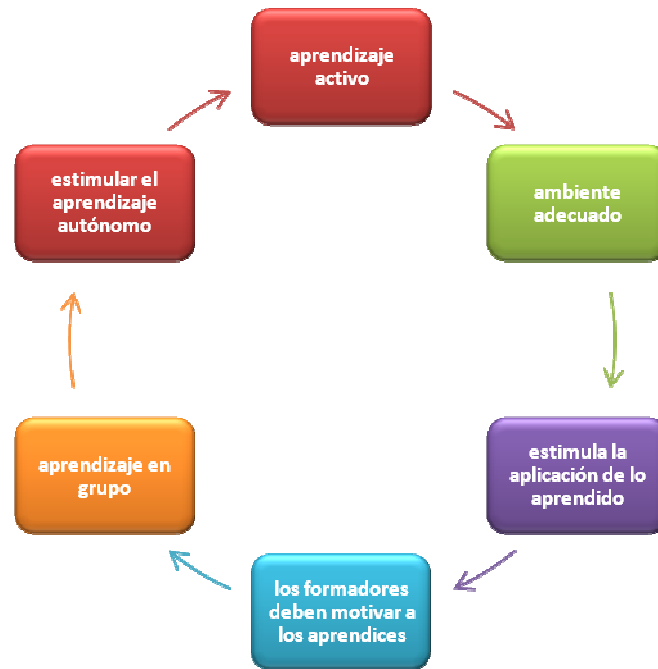 aprendizaje
activo
ambiente
adecuado
estimula la
aplicación de lo
aprendido
los formadores
deben motivar a
los aprendices
aprendizaje en
grupo
estimular el
aprendizaje
autónomo